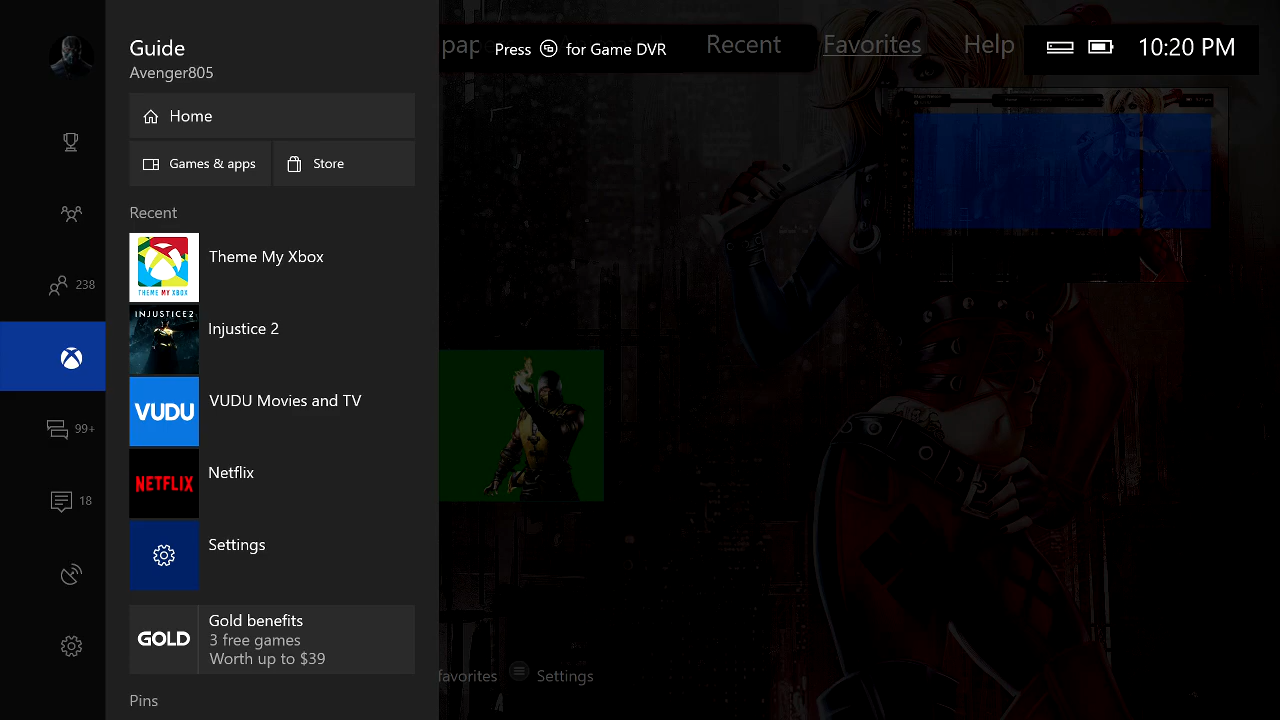 Guide
Avenger805
Home
Games & apps
Store
Recent
THEME MY XBOX
Theme My Xbox
INJUSTICE 2
Injustice 2
VUDU
VUDU Movies and TV
NETFLIX
Netflix
Settings
GOLD
Gold benefits
3 free games
Worth up to $39
Pins
238
99+
18
Press for Game DVR
Recent
Favorites
Help
10:20 PM
favorites
Settings